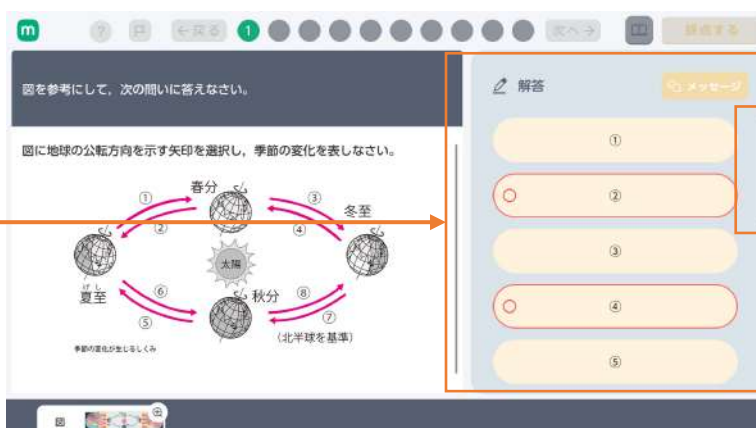 m
?
←戻る
1
次へ→
採点する
図を参考にして，次の問いに答えなさい。
図に地球の公転方向を示す矢印を選択し，季節の変化を表しなさい。
春分
①
②
③
④
冬至
太陽
げし
夏至
⑥
⑤
秋分
⑧
⑦
(北半球を基準)
季節の変化が生じるしくみ
図
解答
メッセージ
①
②
③
④
⑤